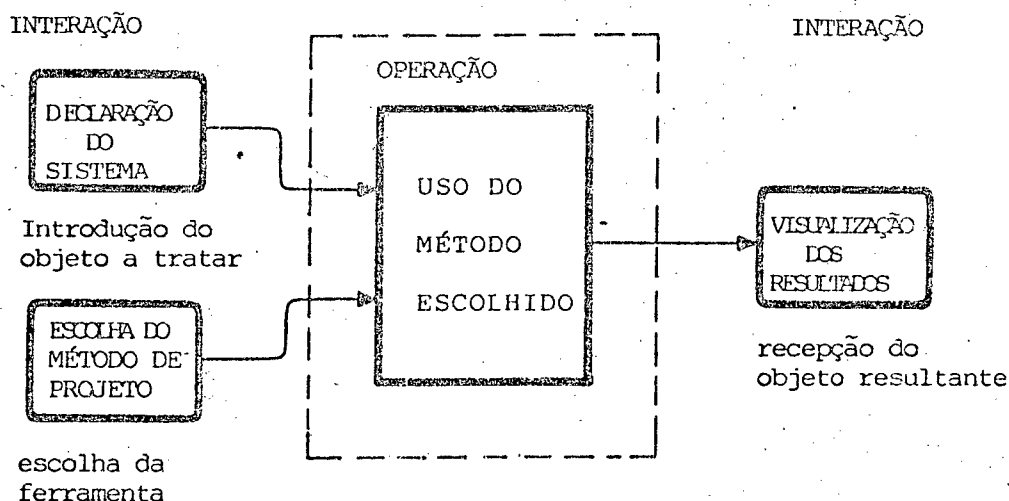 INTERAÇÃO
DECLARAÇÃO
DO
SISTEMA
Introdução do
objeto a tratar
ESCOLHA DO
MÉTODO DE
PROJETO
escolha da
ferramenta
OPERAÇÃO
USO DO
MÉTODO
ESCOLHIDO
INTERAÇÃO
VISUALIZAÇÃO
DOS
RESULTADOS
recepção do
objeto resultante